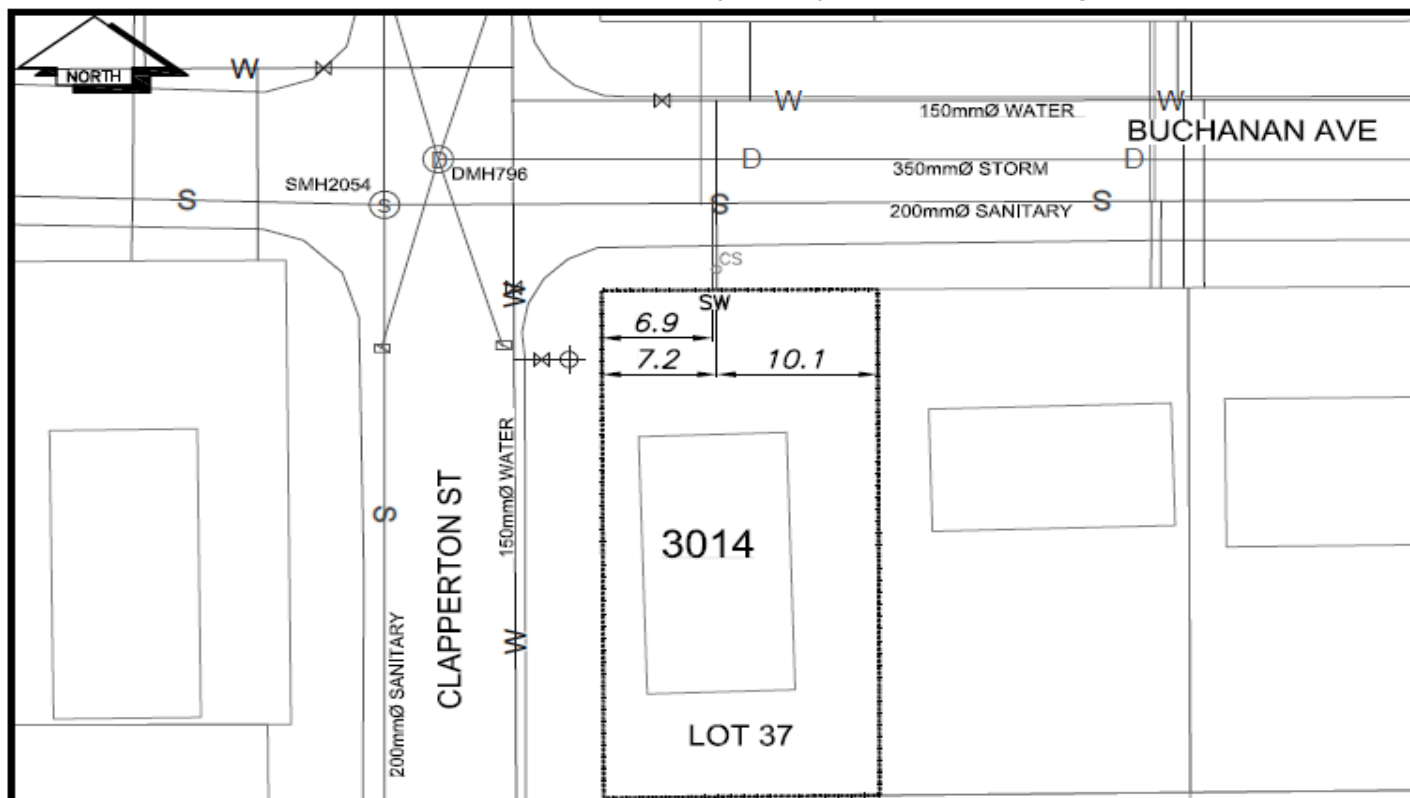 NORTH
W
W
W
150mmØ WATER
BUCHANAN AVE
D
DMH796
D
D
350mmØ STORM
SMH2054
S
S
S
S
200mmØ SANITARY
CS
W
SW
6.9
7.2
10.1
150mmØ WATER
S
CLAPPERTON ST
3014
W
200mmØ SANITARY
LOT 37